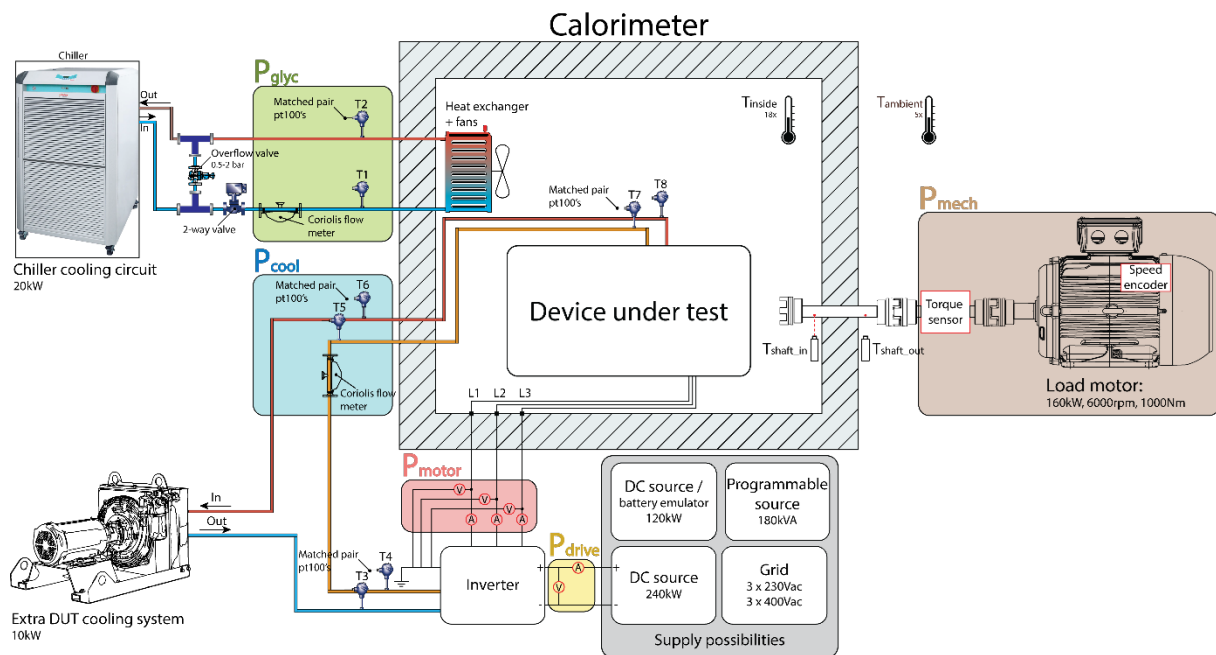 Calorimeter
Chiller
Out
In
Overflow valve
0.5-2 bar
2-way valve
Chiller cooling circuit
20kW
Pglyc
Matched pair
pt100's
T2
T1
Coriolis flow
meter
Heat exchanger
+ fans
Tinside
18x
Tambient
5x
Matched pair
pt100's
T7
T8
Pcool
Matched pair
pt100's
T6
T5
Coriolis flow
meter
Device under test
Tshaft_in
Tshaft_out
Pmech
Speed
encoder
Torque
sensor
Load motor:
160kW, 6000rpm, 1000Nm
L1
L2
L3
Pmotor
V
V
V
A
A
A
In
Out
Extra DUT cooling system
10kW
Matched pair
pt100's
T4
T3
Inverter
Pdrive
+
-
A
V
+
-
DC source /
battery emulator
120kW
Programmable
source
180kVA
DC source
240kW
Grid
3 x 230Vac
3 x 400Vac
Supply possibilities